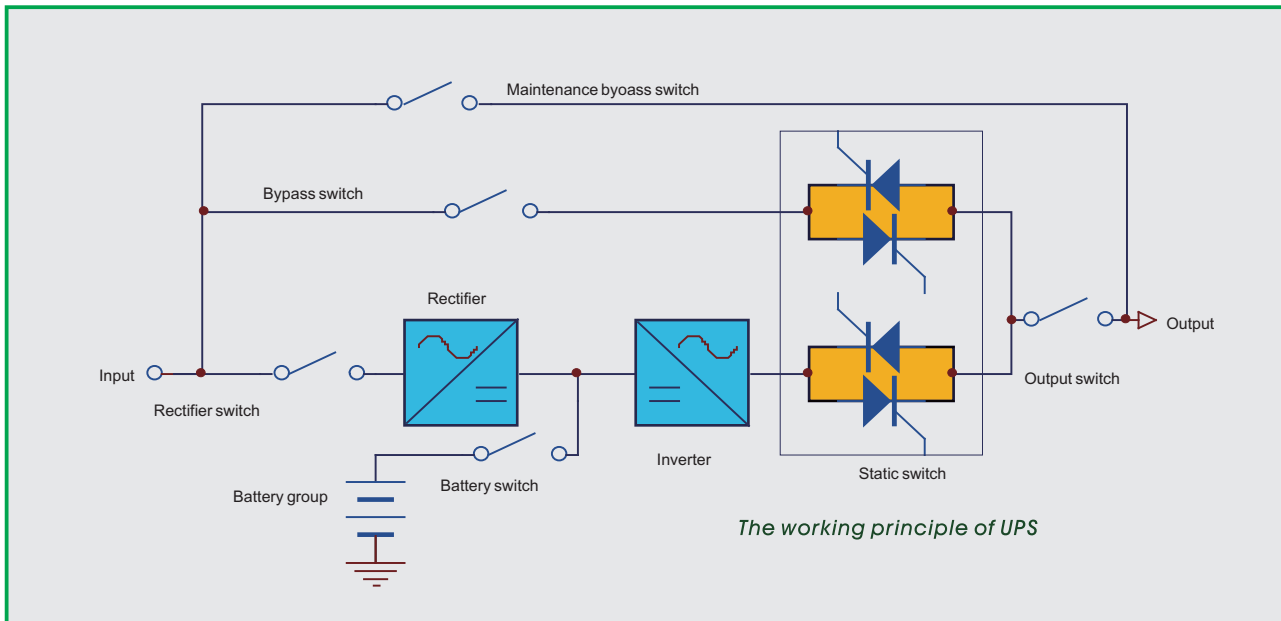 Maintenance byoass switch
Bypass switch
Rectifier
Input
Output
Rectifier switch
Output switch
Inverter
Static switch
Battery switch
Battery group
The working principle of UPS